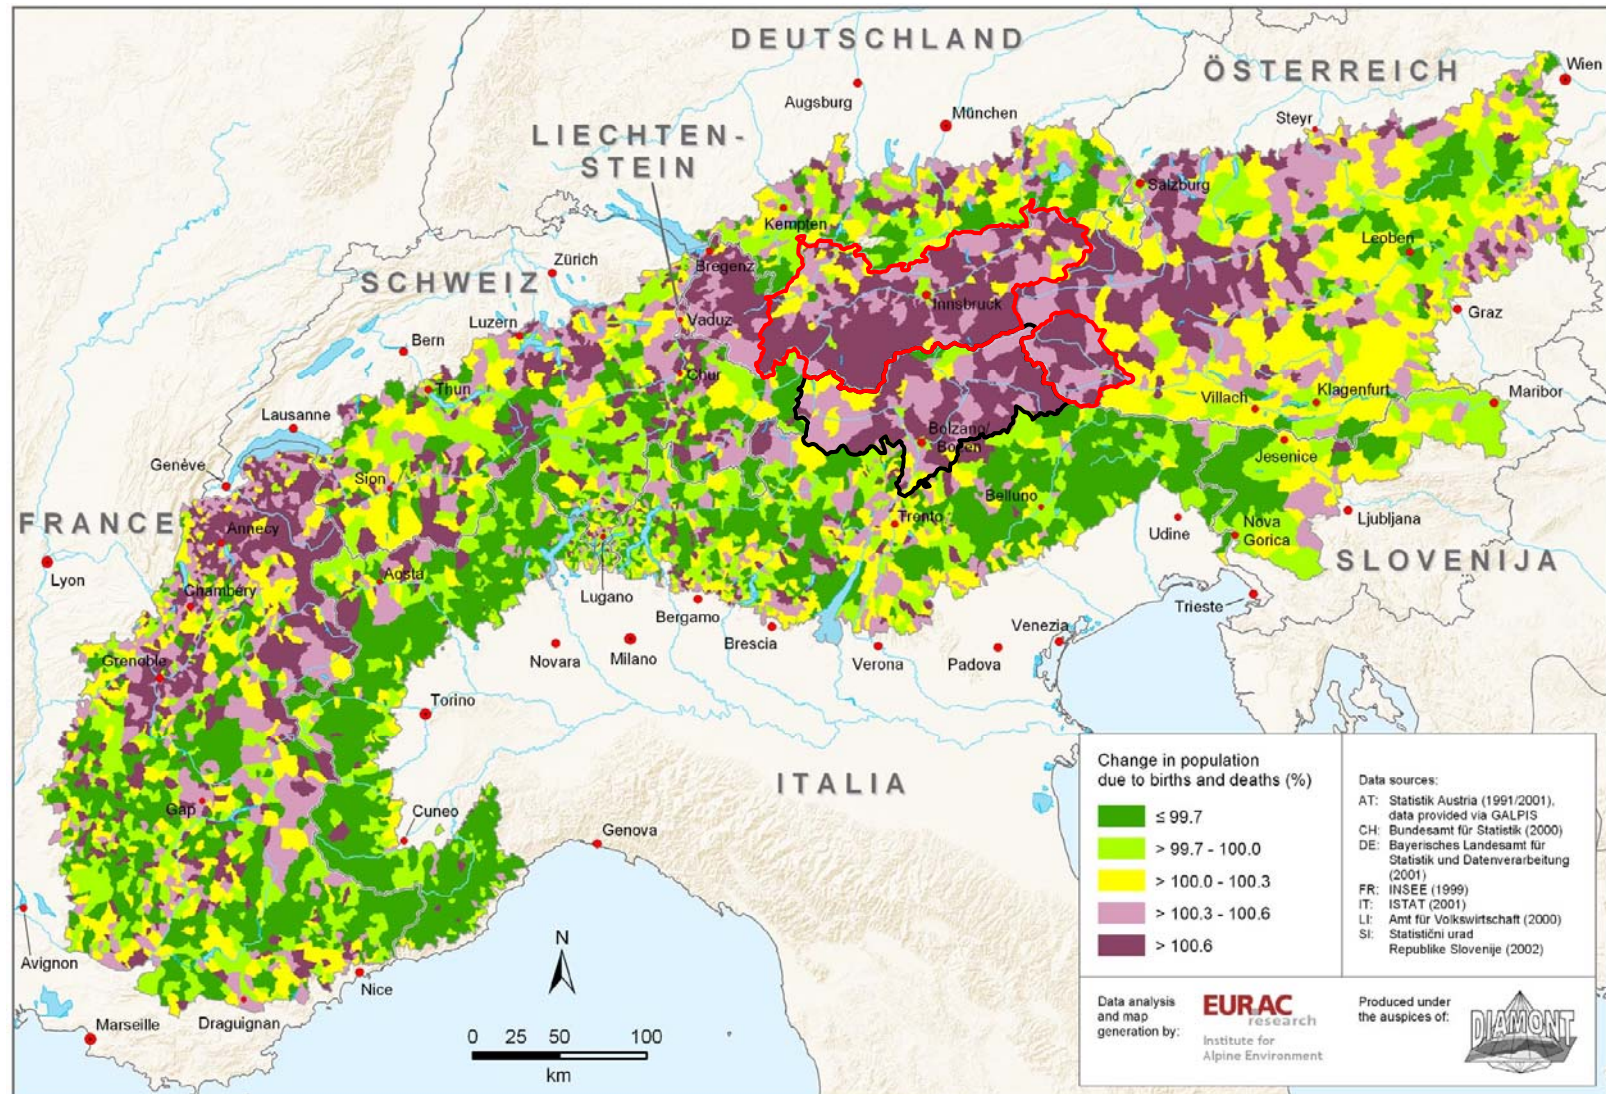 DEUTSCHLAND
ÖSTERREICH
Wien
Augsburg
München
Steyr
LIECHTEN-
STEIN
Salzburg
Kempten
Leoben
Bregenz
Zürich
SCHWEIZ
Innsbruck
Luzern
Vaduz
Graz
Bern
Chur
Thun
Klagenfurt
Maribor
Villach
Lausanne
Bolzano/
Bozen
Jesenice
Genève
Sion
Belluno
FRANCE
Annecy
Trento
Udine
Nova
Gorica
Ljubljana
SLOVENIJA
Lyon
Aosta
Chambéry
Lugano
Bergamo
Trieste
Brescia
Venezia
Grenoble
Novara
Milano
Verona
Padova
Torino
ITALIA
Gap
Cuneo
Genova
Avignon
Nice
Marseille
Draguignan
N
0 25 50 100
km
Change in population
due to births and deaths (%)
≤ 99.7
> 99.7 - 100.0
> 100.0 - 100.3
> 100.3 - 100.6
> 100.6
Data sources:
AT: Statistik Austria (1991/2001),
data provided via GALPIS
CH: Bundesamt für Statistik (2000)
DE: Bayerisches Landesamt für
Statistik und Datenverarbeitung
(2001)
FR: INSEE (1999)
IT: ISTAT (2001)
LI: Amt für Volkswirtschaft (2000)
SI: Statistični urad
Republike Slovenije (2002)
Data analysis
and map
generation by:
EURAC
research
Institute for
Alpine Environment
Produced under
the auspices of:
DIAMONT